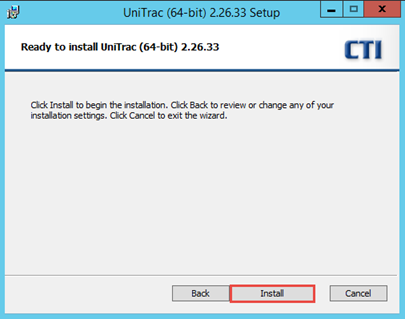 UniTrac (64-bit) 2.26.33 Setup
Ready to install UniTrac (64-bit) 2.26.33
CTI
Click Install to begin the installation. Click Back to review or change any of your
installation settings. Click Cancel to exit the wizard.
Back
Install
Cancel